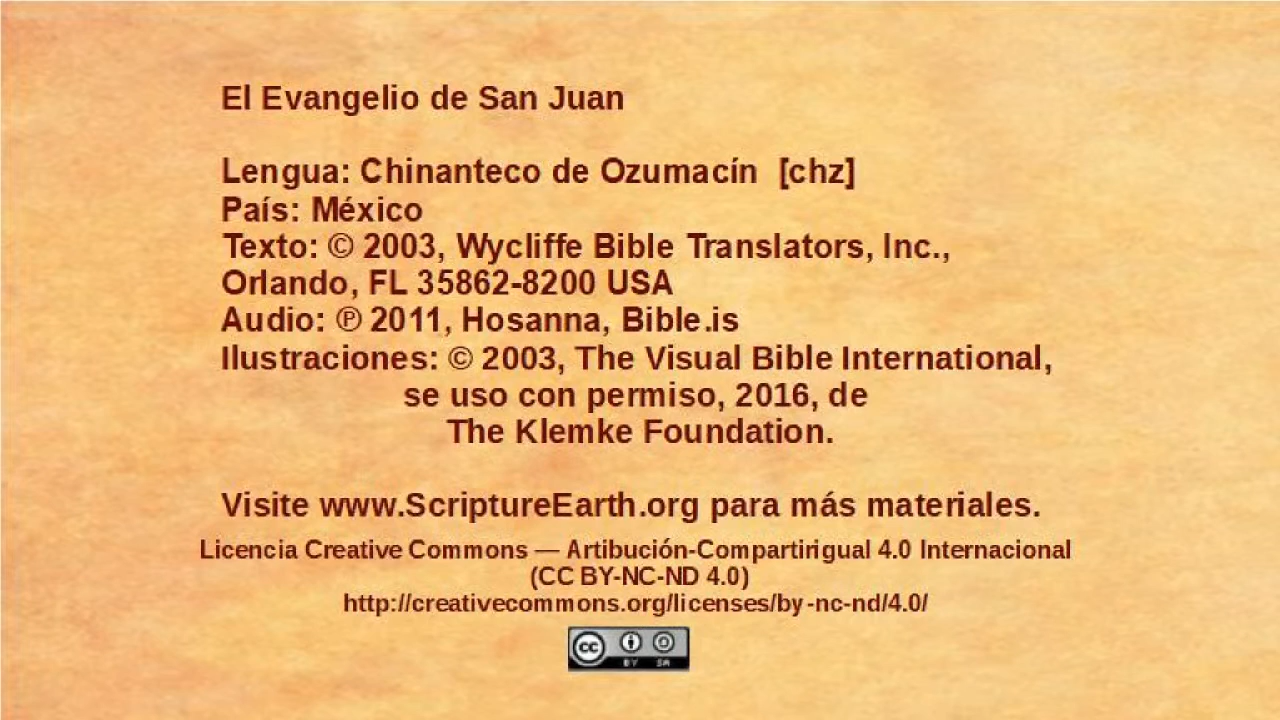 El Evangelio de San Juan
Lengua: Chinanteco de Ozumacín [chz]
País: México
Texto: © 2003, Wycliffe Bible Translators, Inc.,
Orlando, FL 35862-8200 USA
Audio: ℗ 2011, Hosanna, Bible.is
Ilustraciones: © 2003, The Visual Bible International,
se uso con permiso, 2016, de
The Klemke Foundation.
Visite www.ScriptureEarth.org para más materiales.
Licencia Creative Commons — Artibución-Compartirigual 4.0 Internacional
(CC BY-NC-ND 4.0)
http://creativecommons.org/licenses/by-nc-nd/4.0/
cc BY SA